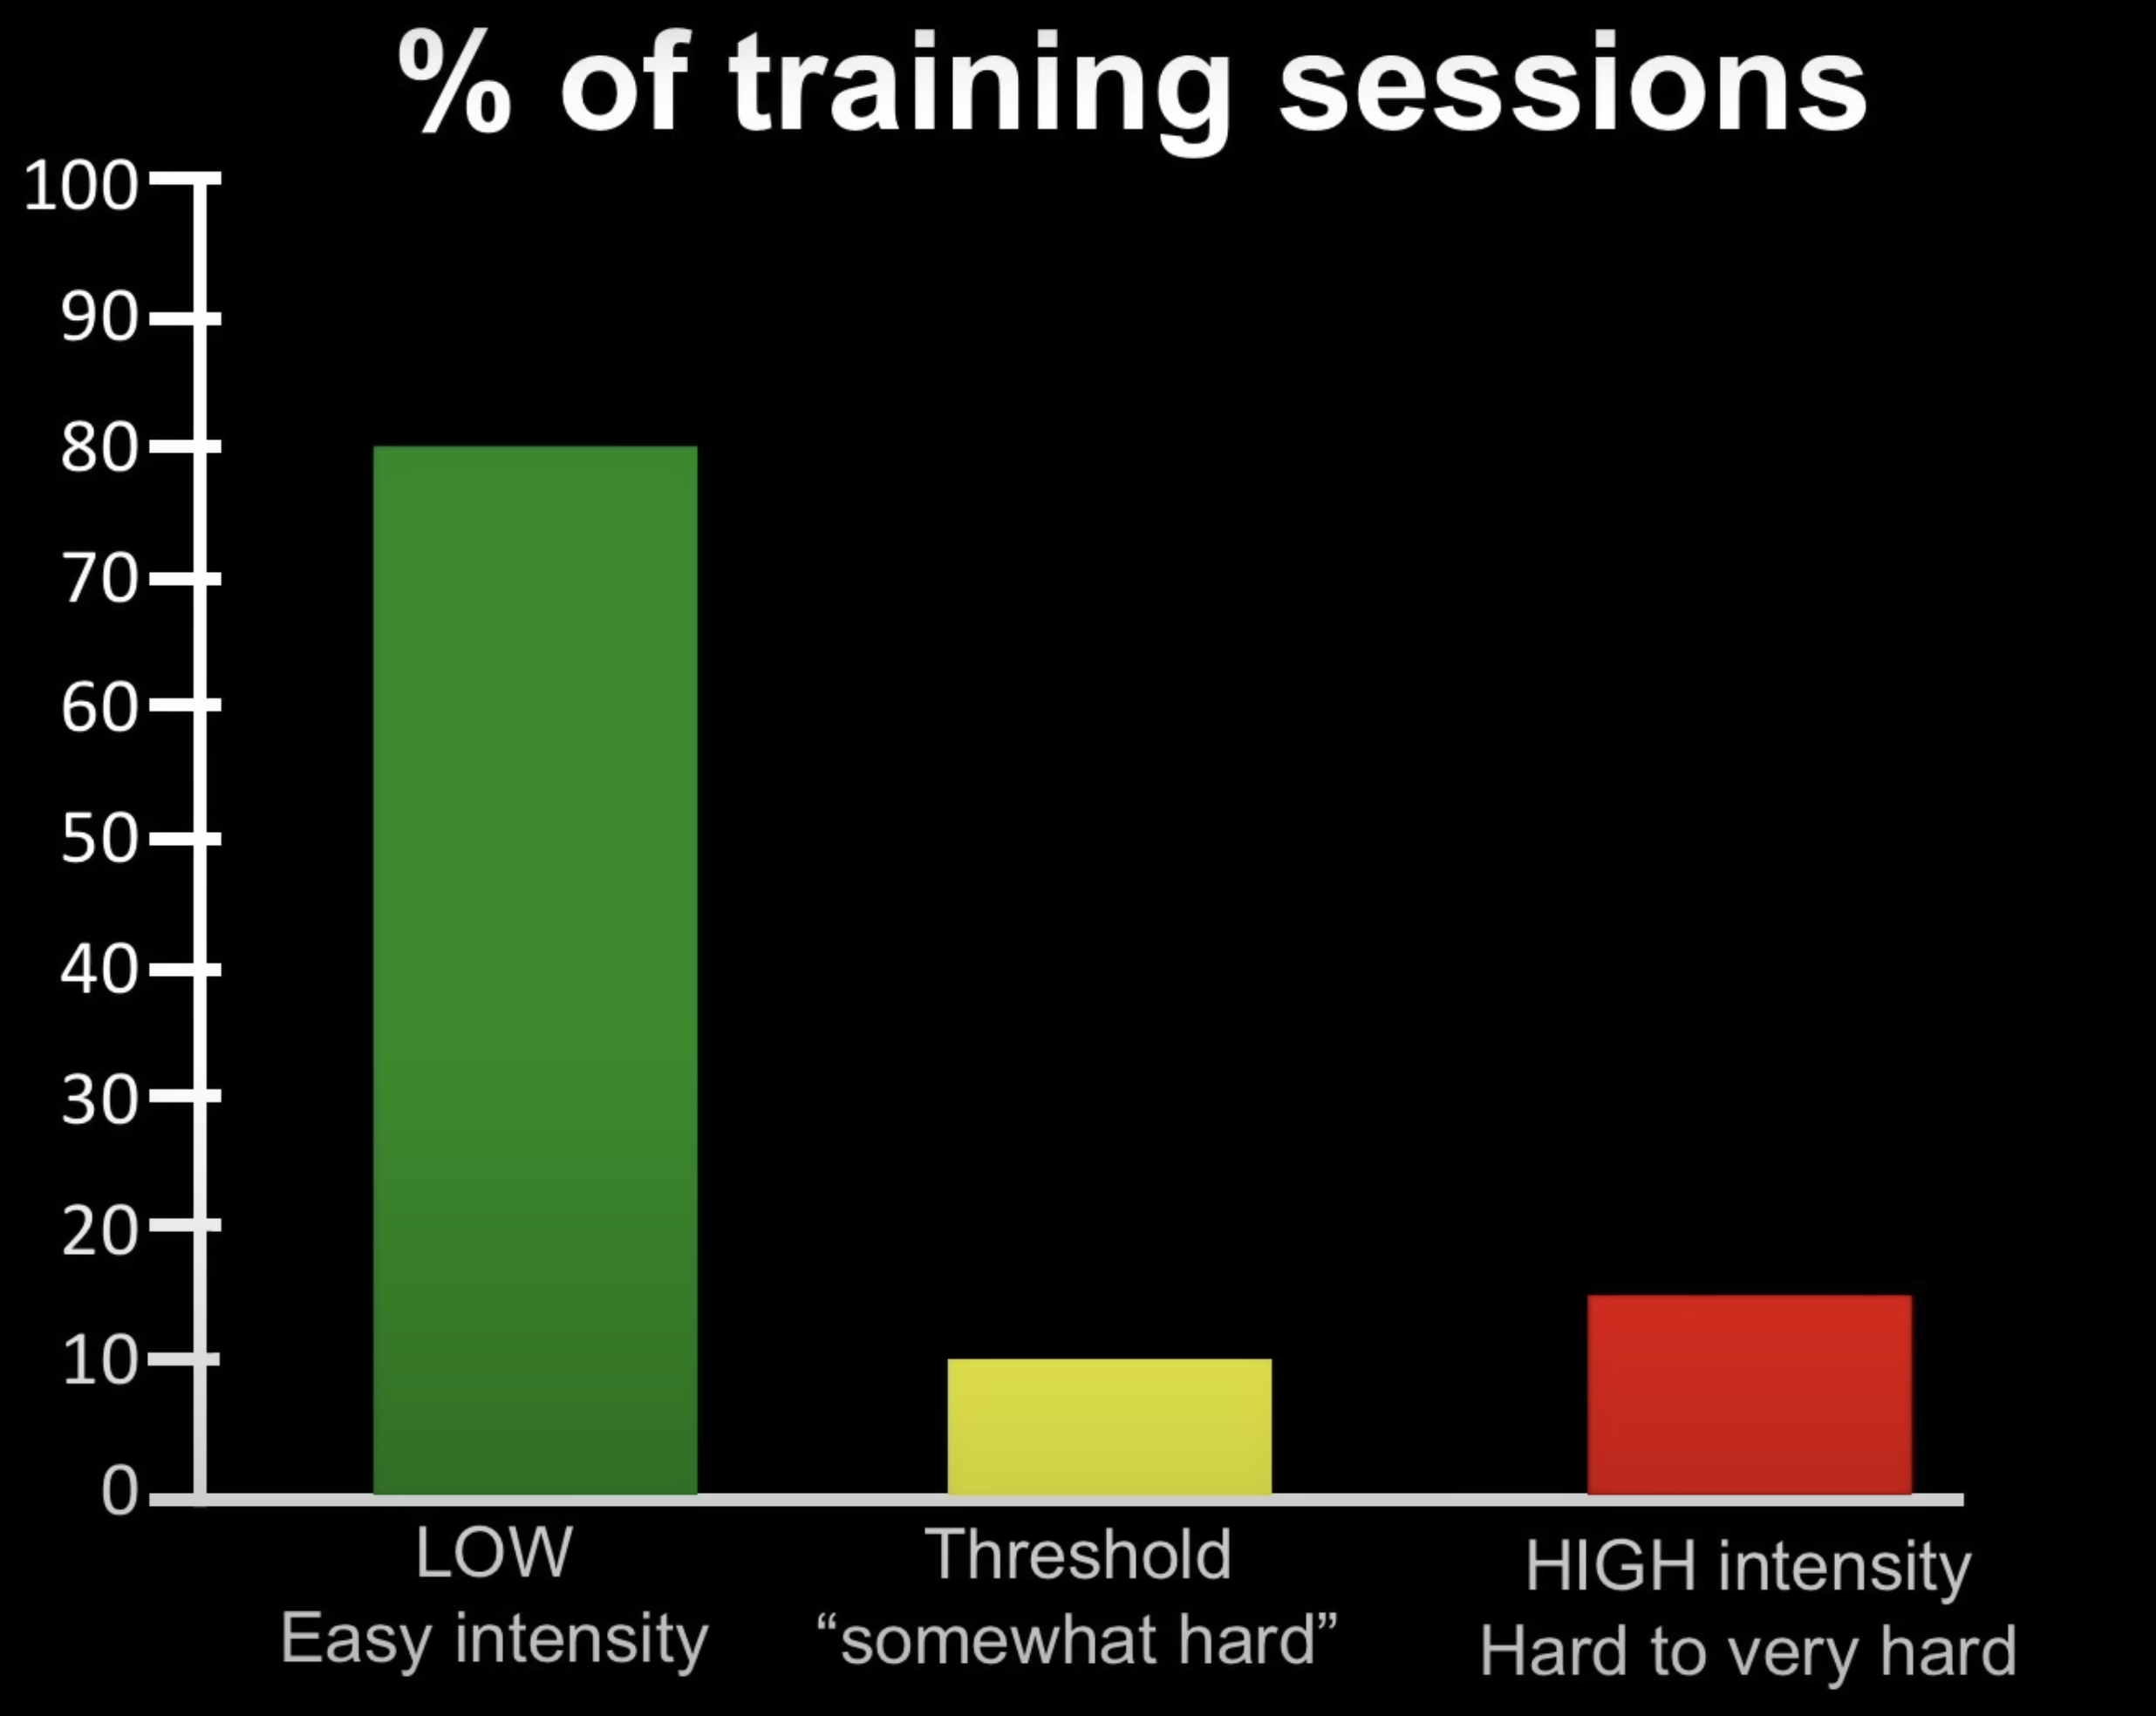 % of training sessions
100
90
80
70
60
50
40
30
20
10
0
LOW
Easy intensity
Threshold
“somewhat hard”
HIGH intensity
Hard to very hard